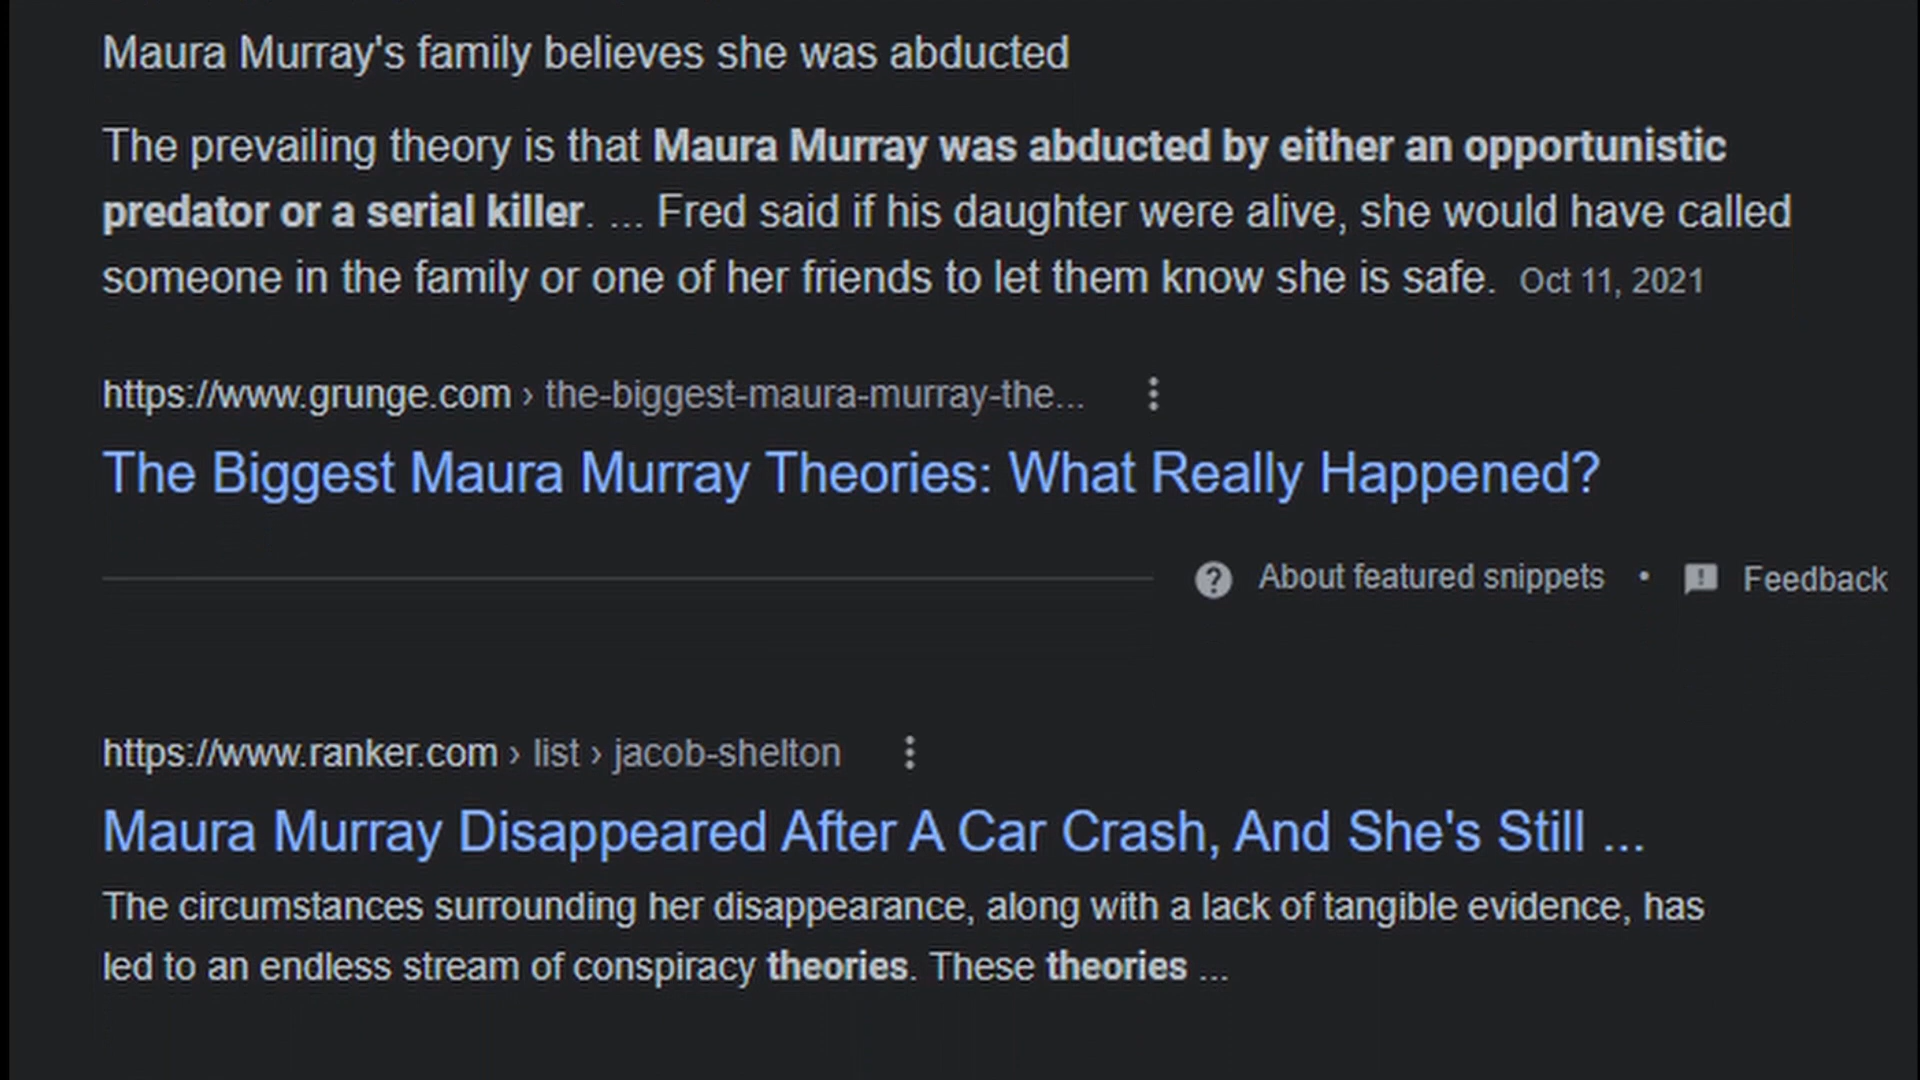 Maura Murray's family believes she was abducted
The prevailing theory is that Maura Murray was abducted by either an opportunistic
predator or a serial killer. ... Fred said if his daughter were alive, she would have called
someone in the family or one of her friends to let them know she is safe. Oct 11, 2021
https://www.grunge.com › the-biggest-maura-murray-the...
The Biggest Maura Murray Theories: What Really Happened?
About featured snippets • Feedback
https://www.ranker.com › list › jacob-shelton
Maura Murray Disappeared After A Car Crash, And She's Still ...
The circumstances surrounding her disappearance, along with a lack of tangible evidence, has
led to an endless stream of conspiracy theories. These theories ...